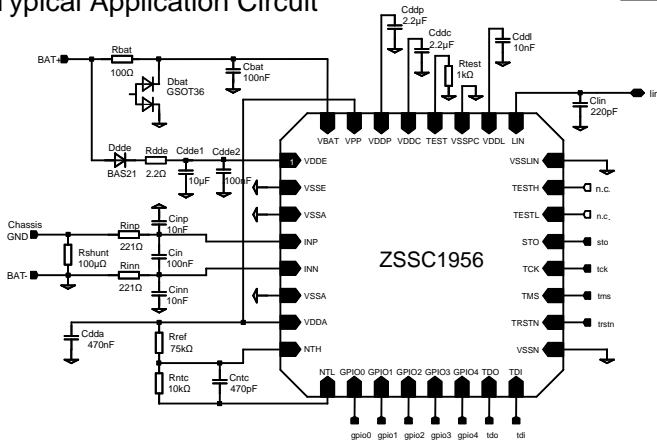 Typical Application Circuit
BAT+
Rbat
100Ω
Dbat
GSOT36
Cbat
100nF
Cddp
2.2µF
Cddc
2.2µF
Rtest
1kΩ
Cddl
10nF
lin
Clin
220pF
Ddde
BAS21
Rdde
2.2Ω
Cdde1
10µF
Cdde2
100nF
VBAT VPP VDDP VDDC TEST VSSPC VDDL LIN
1
VDDE
VSSE
VSSA
INP
INN
VSSA
VDDA
NTH
ZSSC1956
VSSLIN
TESTH
n.c.
TESTL
n.c.
STO
sto
TCK
tck
TMS
tms
TRSTN
trstn
VSSN
Chassis
GND
Rshunt
100µΩ
BAT-
Rinp
221Ω
Rinn
221Ω
Cinp
10nF
Cin
100nF
Cinn
10nF
Cdda
470nF
Rref
75kΩ
Rntc
10kΩ
Cntc
470pF
NTL GPIO0 GPIO1 GPIO2 GPIO3 GPIO4 TDO TDI
gpio0 gpio1 gpio2 gpio3 gpio4 tdo tdi